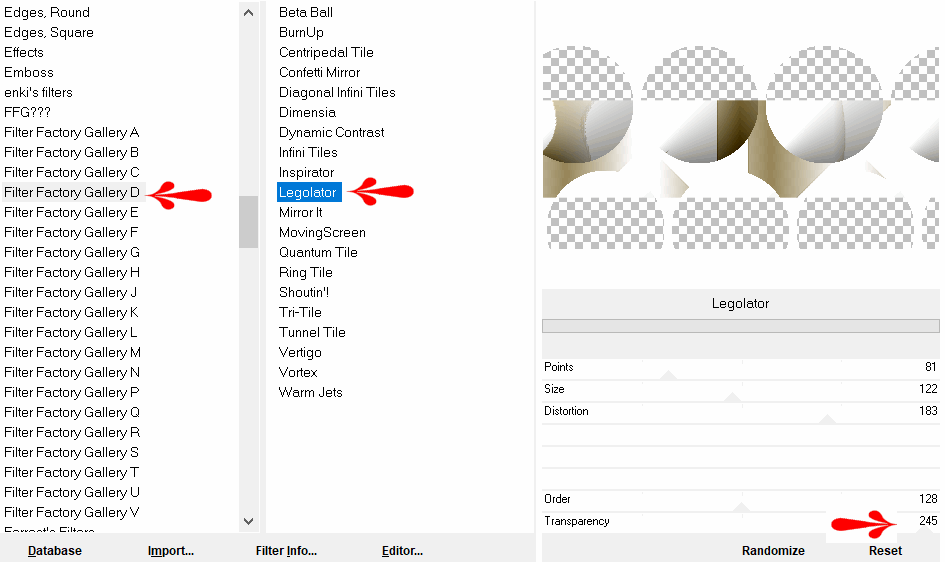 Edges, Round
Edges, Square
Effects
Emboss
enki's filters
FFG???
Filter Factory Gallery A
Filter Factory Gallery B
Filter Factory Gallery C
Filter Factory Gallery D
Filter Factory Gallery E
Filter Factory Gallery F
Filter Factory Gallery G
Filter Factory Gallery H
Filter Factory Gallery J
Filter Factory Gallery K
Filter Factory Gallery L
Filter Factory Gallery M
Filter Factory Gallery N
Filter Factory Gallery P
Filter Factory Gallery Q
Filter Factory Gallery R
Filter Factory Gallery S
Filter Factory Gallery T
Filter Factory Gallery U
Filter Factory Gallery V
Forrest's Filters
Beta Ball
BurnUp
Centripedal Tile
Confetti Mirror
Diagonal Infini Tiles
Dimensia
Dynamic Contrast
Infini Tiles
Inspirator
Legolator
Mirror It
MovingScreen
Quantum Tile
Ring Tile
Shoutin'!
Tri-Tile
Tunnel Tile
Vertigo
Vortex
Warm Jets
Legolator
Points 81
Size 122
Distortion 183
Order 128
Transparency 245
Database Import... Filter Info... Editor... Randomize Reset